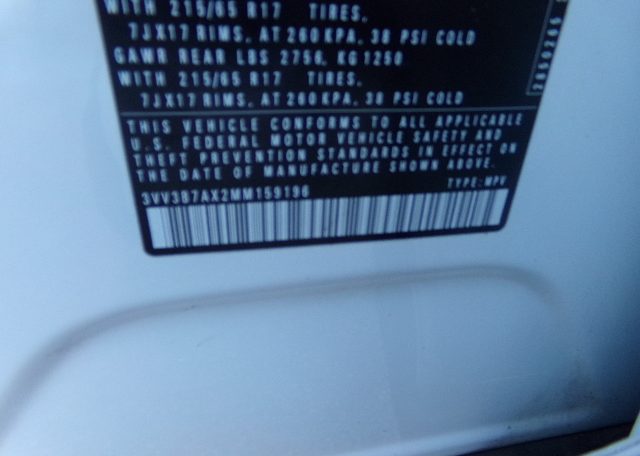 WITH 215/65 R17 TIRES,
7JX17 RIMS, AT 260KPA, 38 PSI COLD
GAWR REAR LBS 2756, KG1250
WITH 215/65 R17 TIRES,
7JX17 RIMS, AT 260KPA, 38 PSI COLD
THIS VEHICLE CONFORMS TO ALL APPLICABLE
U.S. FEDERAL MOTOR VEHICLE SAFETY AND
THEFT PREVENTION STANDARDS IN EFFECT ON
THE DATE OF MANUFACTURE SHOWN ABOVE.
3VV3B7AX2MM159196 TYPE:MPV